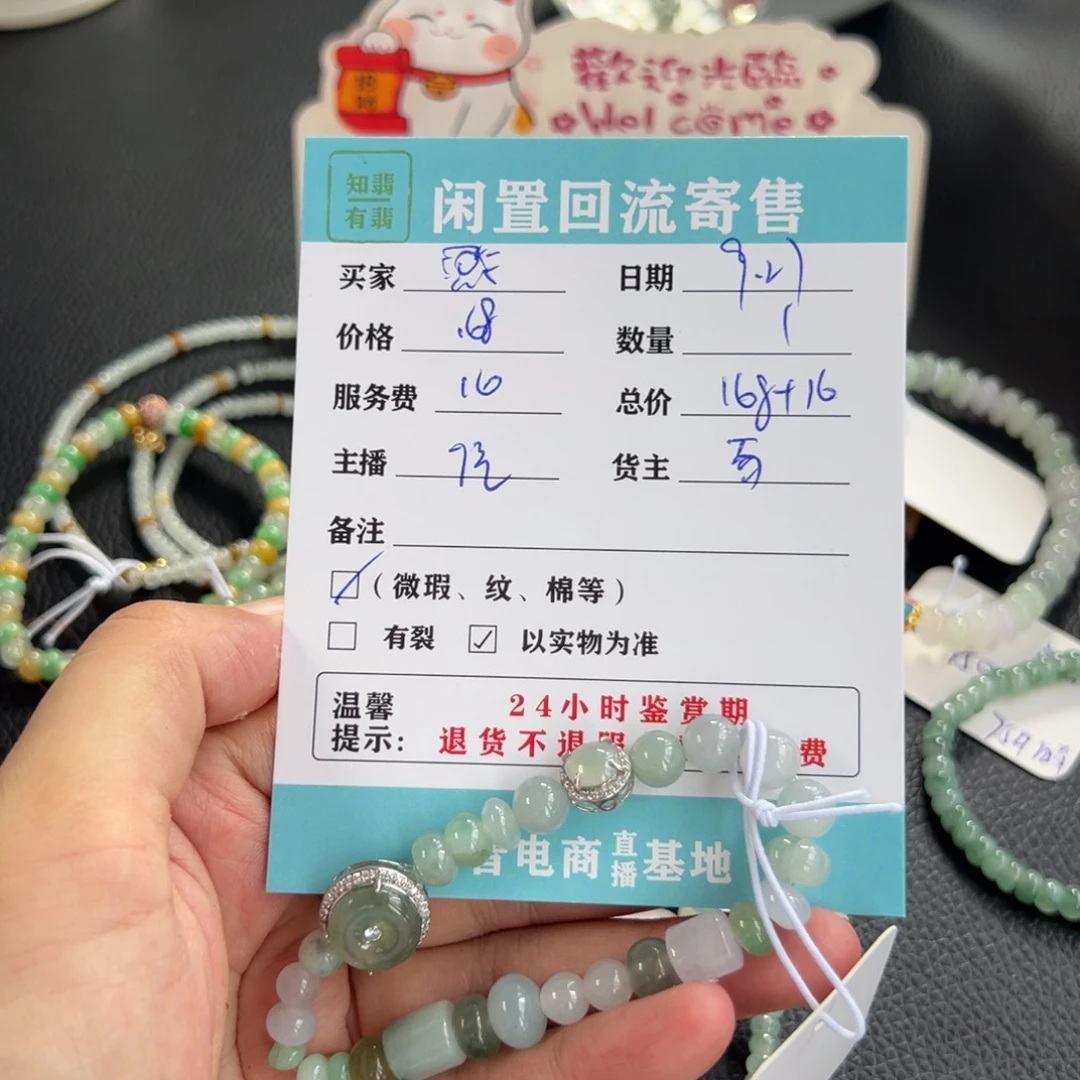 歡迎光臨
Welcome
知翡
有翡
闲置回流寄售
买家 日期 9.27
价格 .68 数量 1
服务费 16 总价 168+16
主播 货主
备注
（微瑕、纹、棉等）
有裂 以实物为准
温馨 24小时鉴赏期
提示： 退货不退服 费
电商直播基地